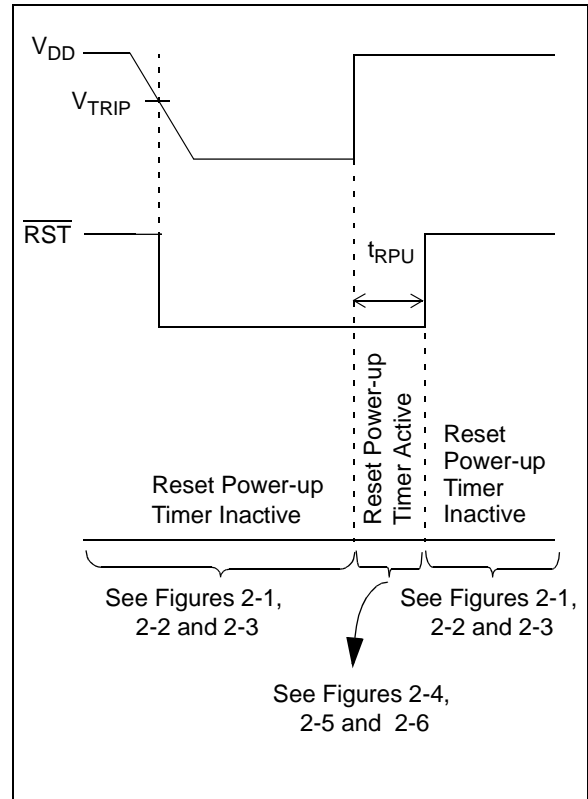 VDD
VTRIP
RST
tRPU
Reset Power-up
Timer Inactive
Reset Power-up
Timer Active
Reset
Power-up
Timer
Inactive
See Figures 2-1,
2-2 and 2-3
See Figures 2-1,
2-2 and 2-3
See Figures 2-4,
2-5 and 2-6